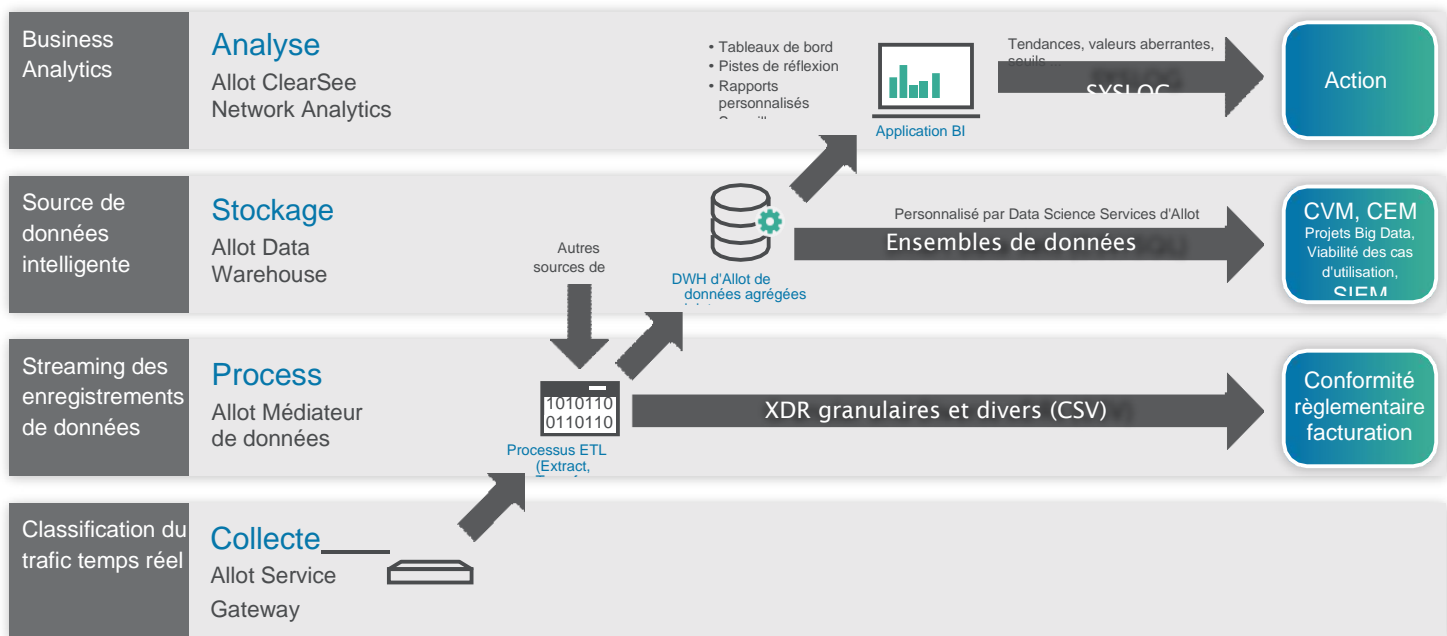 Business
Analytics
Analyse
Allot ClearSee
Network Analytics
• Tableaux de bord
• Pistes de réflexion
• Rapports
personnalisés
Application BI
Tendances, valeurs aberrantes,
seuils ...
SYSLOG
Action
Source de
données
intelligente
Stockage
Allot Data
Warehouse
Autres
sources de
DWH d'Allot de
données agrégées
Personnalisé par Data Science Services d'Allot
Ensembles de données
CVM, CEM
Projets Big Data,
Viabilité des cas
d'utilisation,
SIEM
Streaming des
enregistrements
de données
Process
Allot Médiateur
de données
1010110
0110110
Processus ETL
(Extract,
XDR granulaires et divers (CSV)
Conformité
règlementaire
facturation
Classification du
trafic temps réel
Collecte
Allot Service
Gateway